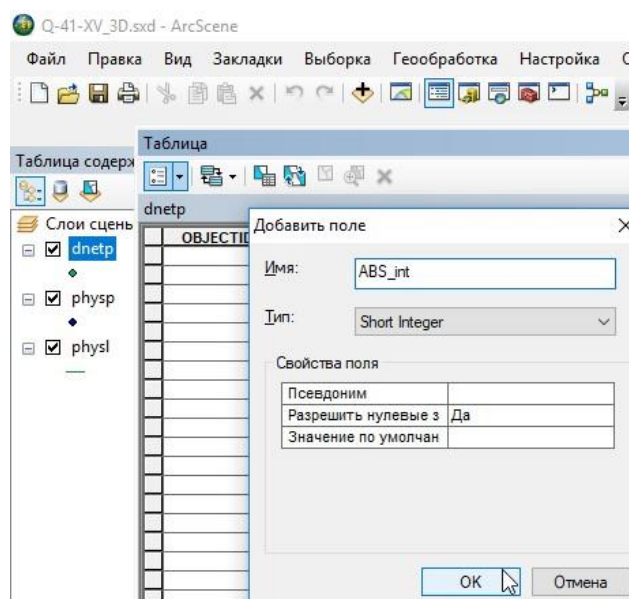 Q-41-XV_3D.sxd - ArcScene
Файл Правка Вид Закладки Выборка Геообработка Настройка
Таблица содерж
Таблица
dnetp
Слои сцены
OBJECTID
dnetp
physp
physl
Добавить поле
Имя: ABS_int
Тип: Short Integer
Свойства поля
Псевдоним
Разрешить нулевые з Да
Значение по умолчан
OK Отмена